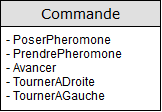 Commande
- PoserPheromone
- PrendrePheromone
- Avancer
- TournerADroite
- TournerAGauche